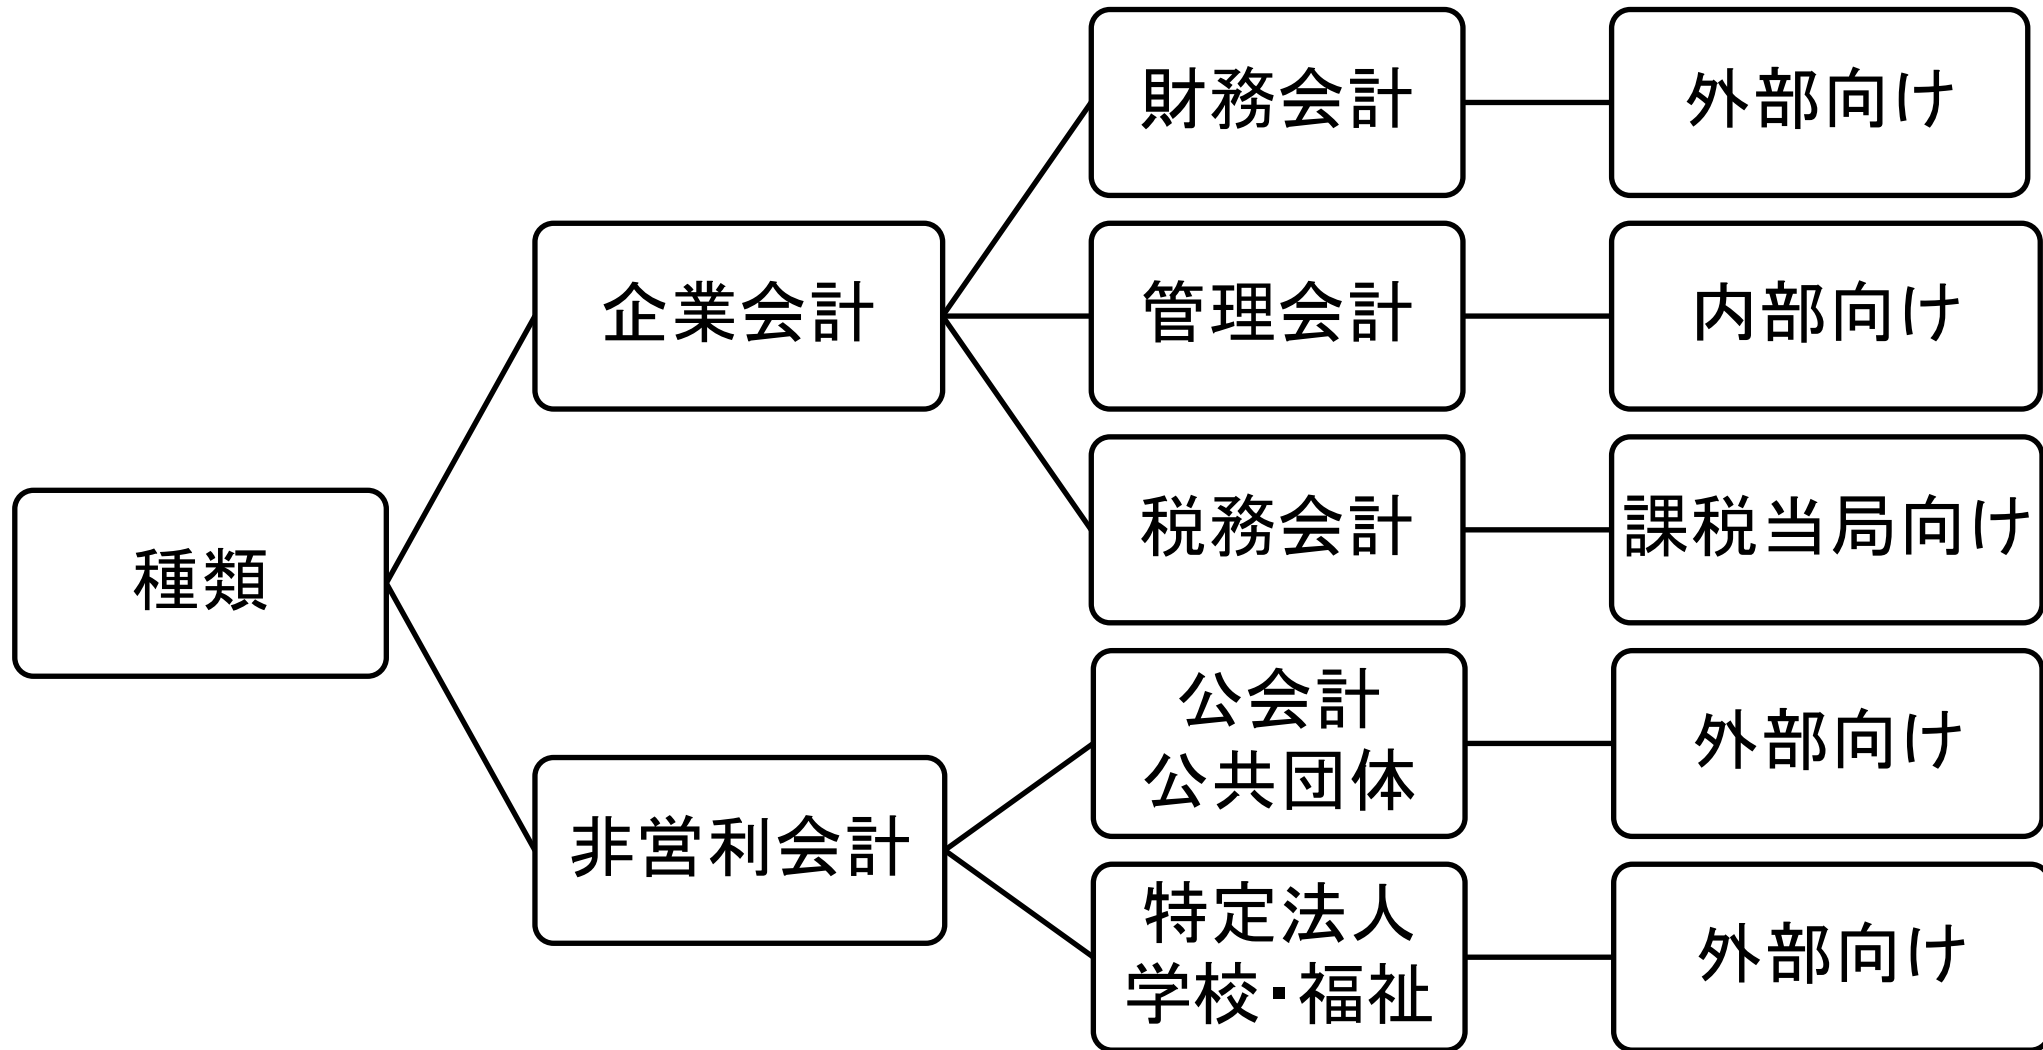 種類
企業会計
財務会計
外部向け
管理会計
内部向け
税務会計
課税当局向け
非営利会計
公会計
公共団体
外部向け
特定法人
学校・福祉
外部向け